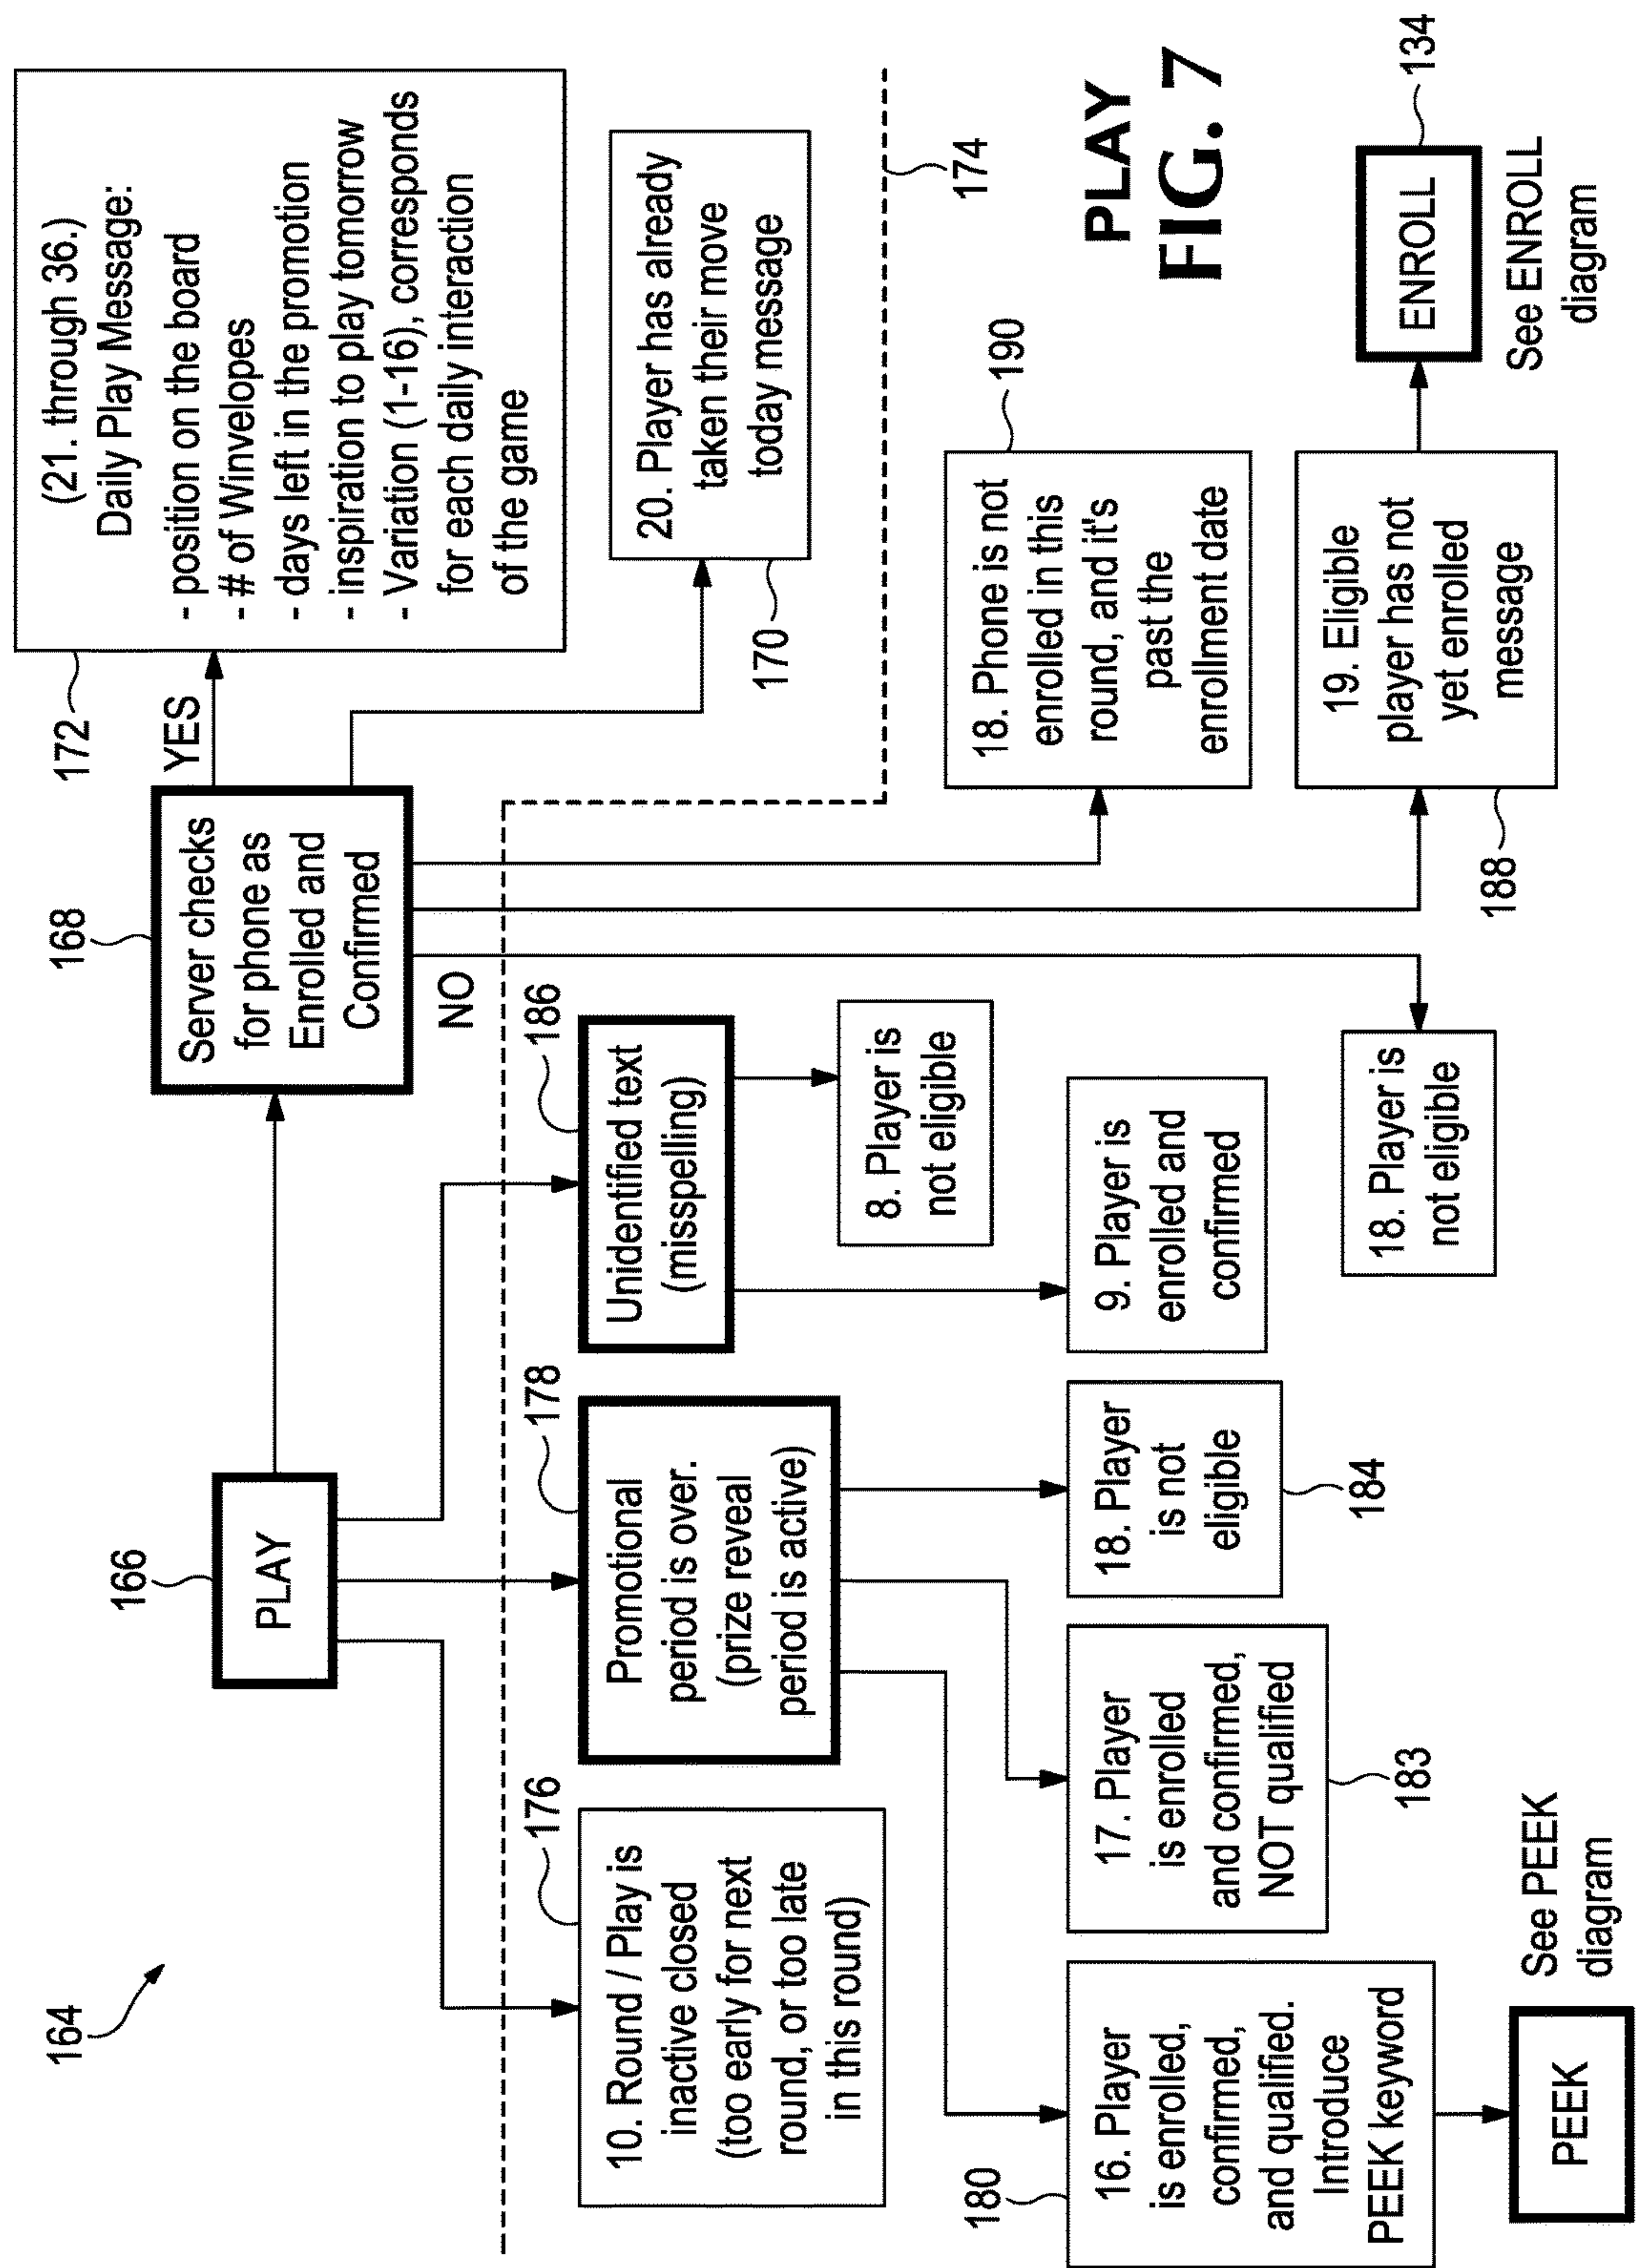 164
166
PLAY
168
Server checks
for phone as
Enrolled and
Confirmed
YES
NO
172
(21. through 36.)
Daily Play Message:
- position on the board
- # of Winvelopes
- days left in the promotion
- inspiration to play tomorrow
- Variation (1-16), corresponds
for each daily interaction
of the game
20. Player has already
taken their move
today message
170
174
176
10. Round / Play is
inactive closed
(too early for next
round, or too late
in this round)
178
Promotional
period is over.
(prize reveal
period is active)
186
Unidentified text
(misspelling)
8. Player is
not eligible
9. Player is
enrolled and
confirmed
180
16. Player
is enrolled,
confirmed,
and qualified.
Introduce
PEEK keyword
17. Player
is enrolled
and confirmed,
NOT qualified
183
18. Player
is not
eligible
184
18. Player is
not eligible
18. Phone is not
enrolled in this
round, and it's
past the
enrollment date
190
19. Eligible
player has not
yet enrolled
message
188
ENROLL
134
See ENROLL
diagram
PEEK
See PEEK
diagram
PLAY
FIG. 7